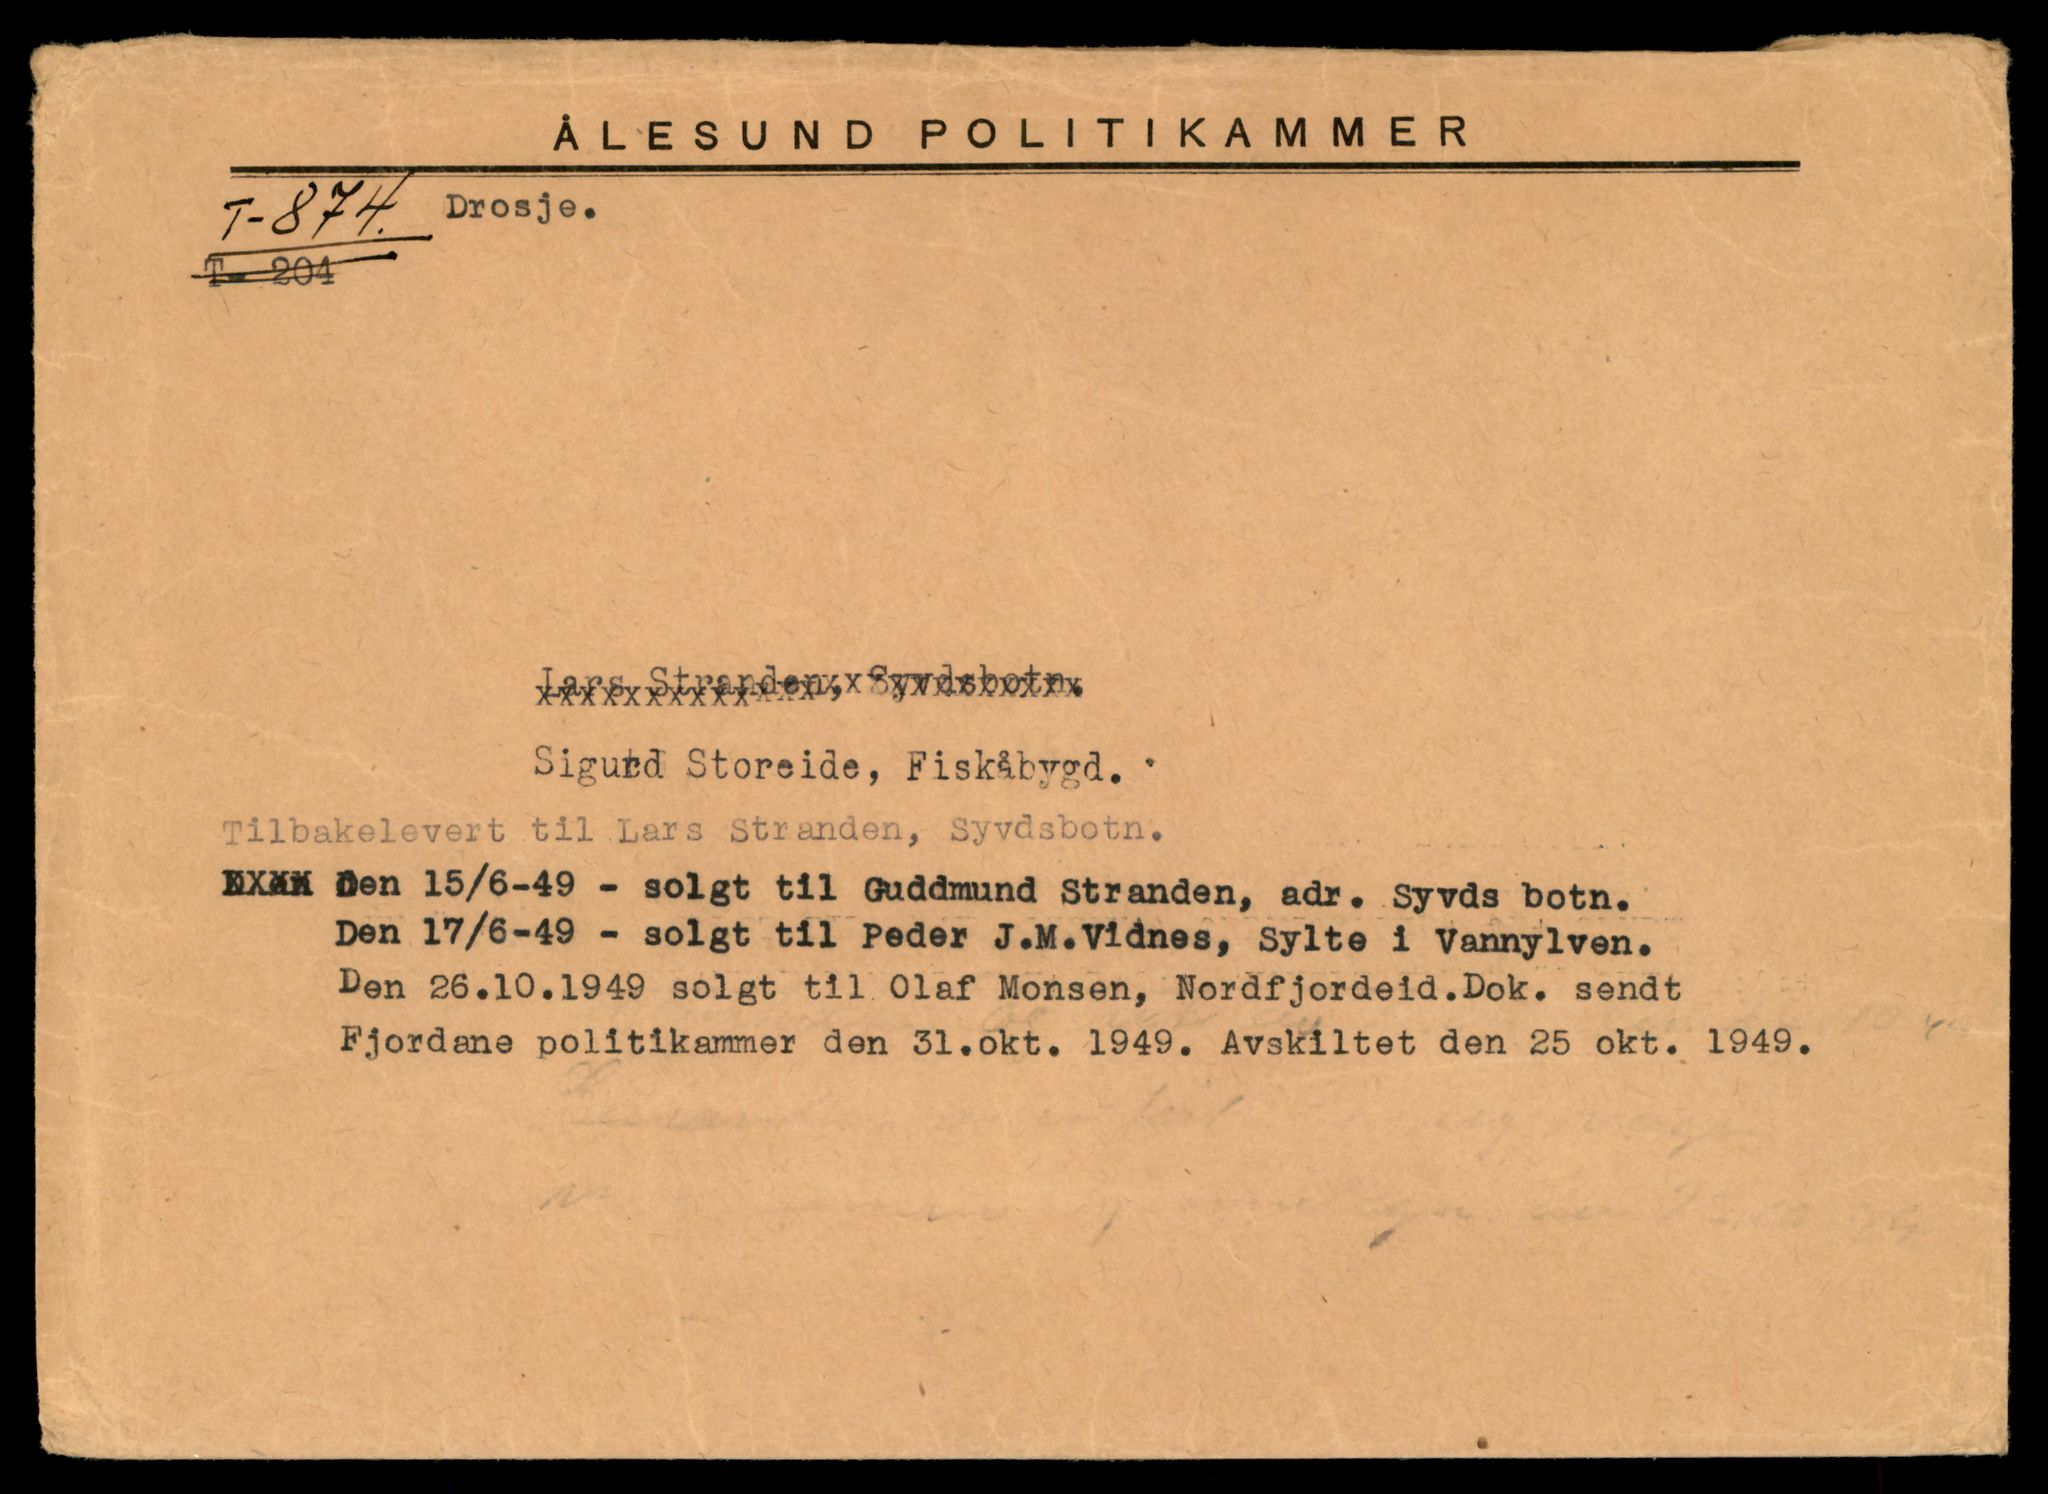 ÅLESUND POLITIKAMMER
T-874. Drosje.
T- 204
Lars Stranden, Syvdsbotn.
Sigurd Storeide, Fiskåbygd.
Tilbakelevert til Lars Stranden, Syvdsbotn.
Den 15/6-49 - solgt til Guddmund Stranden, adr. Syvds botn.
Den 17/6-49 - solgt til Peder J.M.Vidnes, Sylte i Vannylven.
Den 26.10.1949 solgt til Olaf Monsen, Nordfjordeid.Dok. sendt
Fjordane politikammer den 31.okt. 1949. Avskiltet den 25 okt. 1949.